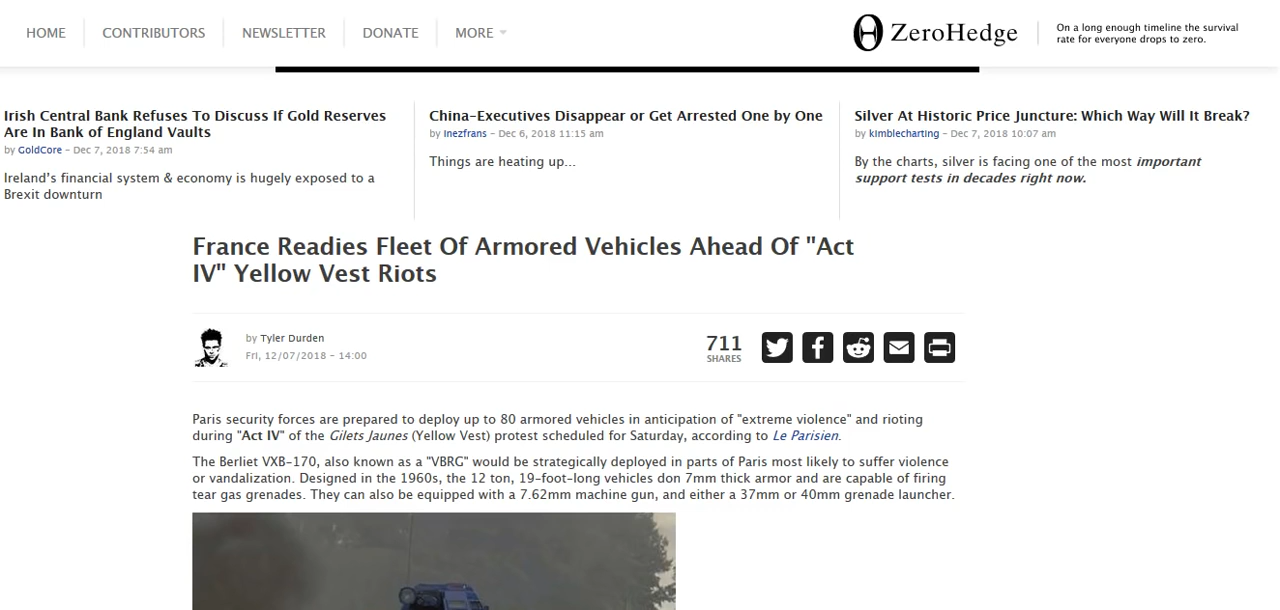 HOME
CONTRIBUTORS
NEWSLETTER
DONATE
MORE
ZeroHedge
On a long enough timeline the survival
rate for everyone drops to zero.
Irish Central Bank Refuses To Discuss If Gold Reserves
Are In Bank of England Vaults
by GoldCore – Dec 7, 2018 7:54 am
Ireland's financial system & economy is hugely exposed to a
Brexit downturn
China-Executives Disappear or Get Arrested One by One
by inezfrans – Dec 6, 2018 11:15 am
Things are heating up...
Silver At Historic Price Juncture: Which Way Will It Break?
by kimblecharting – Dec 7, 2018 10:07 am
By the charts, silver is facing one of the most important
support tests in decades right now.
France Readies Fleet Of Armored Vehicles Ahead Of "Act
IV" Yellow Vest Riots
by Tyler Durden
Fri, 12/07/2018 - 14:00
711
SHARES
Paris security forces are prepared to deploy up to 80 armored vehicles in anticipation of "extreme violence" and rioting
during "Act IV" of the Gilets Jaunes (Yellow Vest) protest scheduled for Saturday, according to Le Parisien.
The Berliet VXB-170, also known as a "VBRG" would be strategically deployed in parts of Paris most likely to suffer violence
or vandalization. Designed in the 1960s, the 12 ton, 19-foot-long vehicles don 7mm thick armor and are capable of firing
tear gas grenades. They can also be equipped with a 7.62mm machine gun, and either a 37mm or 40mm grenade launcher.